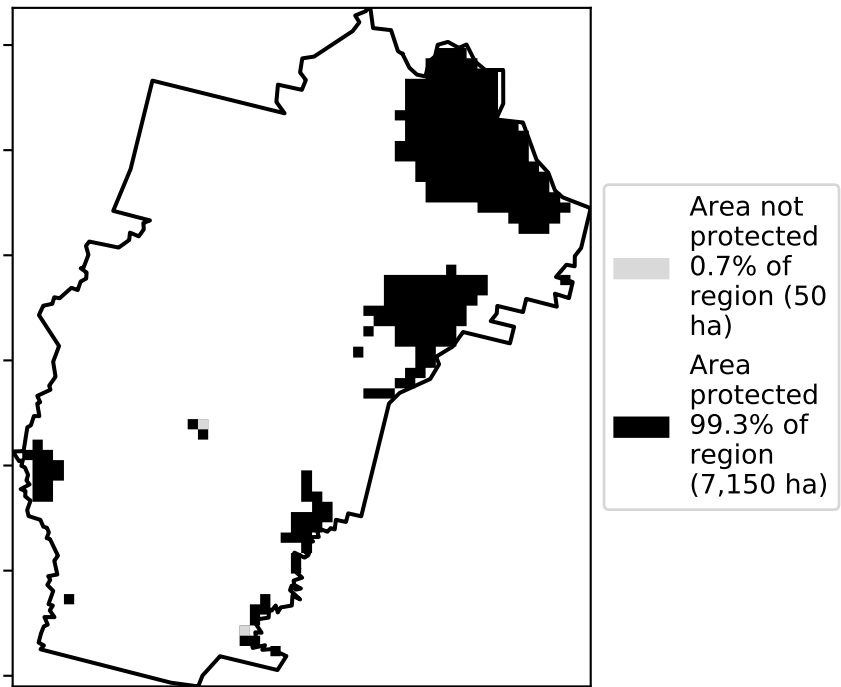 Area not
protected
0.7% of
region (50
ha)
Area
protected
99.3% of
region
(7,150 ha)